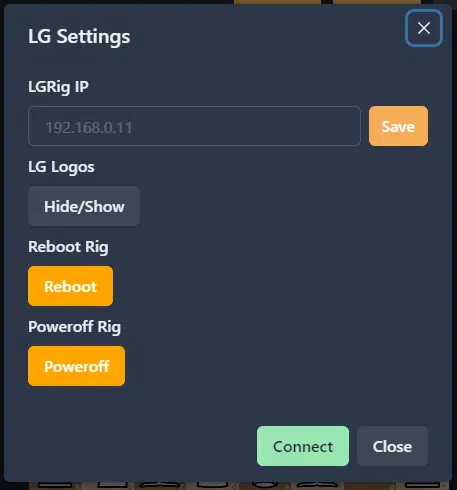 LG Settings
LGRig IP
192.168.0.11
Save
LG Logos
Hide/Show
Reboot Rig
Reboot
Poweroff Rig
Poweroff
Connect
Close